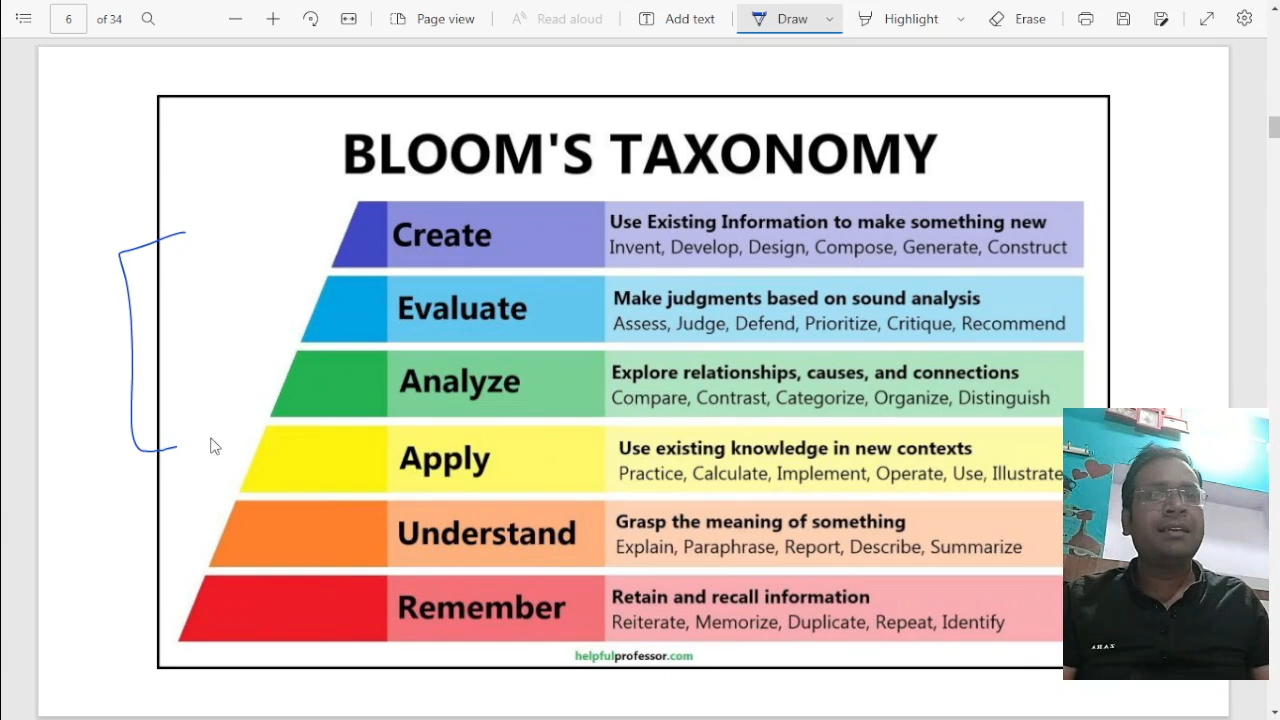 6 of 34 Page view Read aloud Add text Draw Highlight Erase
BLOOM'S TAXONOMY
Create
Use Existing Information to make something new
Invent, Develop, Design, Compose, Generate, Construct
Evaluate
Make judgments based on sound analysis
Assess, Judge, Defend, Prioritize, Critique, Recommend
Analyze
Explore relationships, causes, and connections
Compare, Contrast, Categorize, Organize, Distinguish
Apply
Use existing knowledge in new contexts
Practice, Calculate, Implement, Operate, Use, Illustrate
Understand
Grasp the meaning of something
Explain, Paraphrase, Report, Describe, Summarize
Remember
Retain and recall information
Reiterate, Memorize, Duplicate, Repeat, Identify
helpfulprofessor.com
ZARA